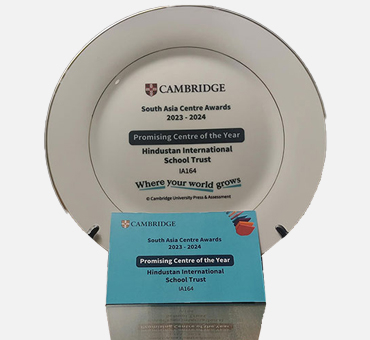 CAMBRIDGE
South Asia Centre Awards
2023 - 2024
Promising Centre of the Year
Hindustan International
School Trust
IA164
Where your world grows
© Cambridge University Press & Assessment
CAMBRIDGE
South Asia Centre Awards
2023 - 2024
Promising Centre of the Year
Hindustan International
School Trust
IA164